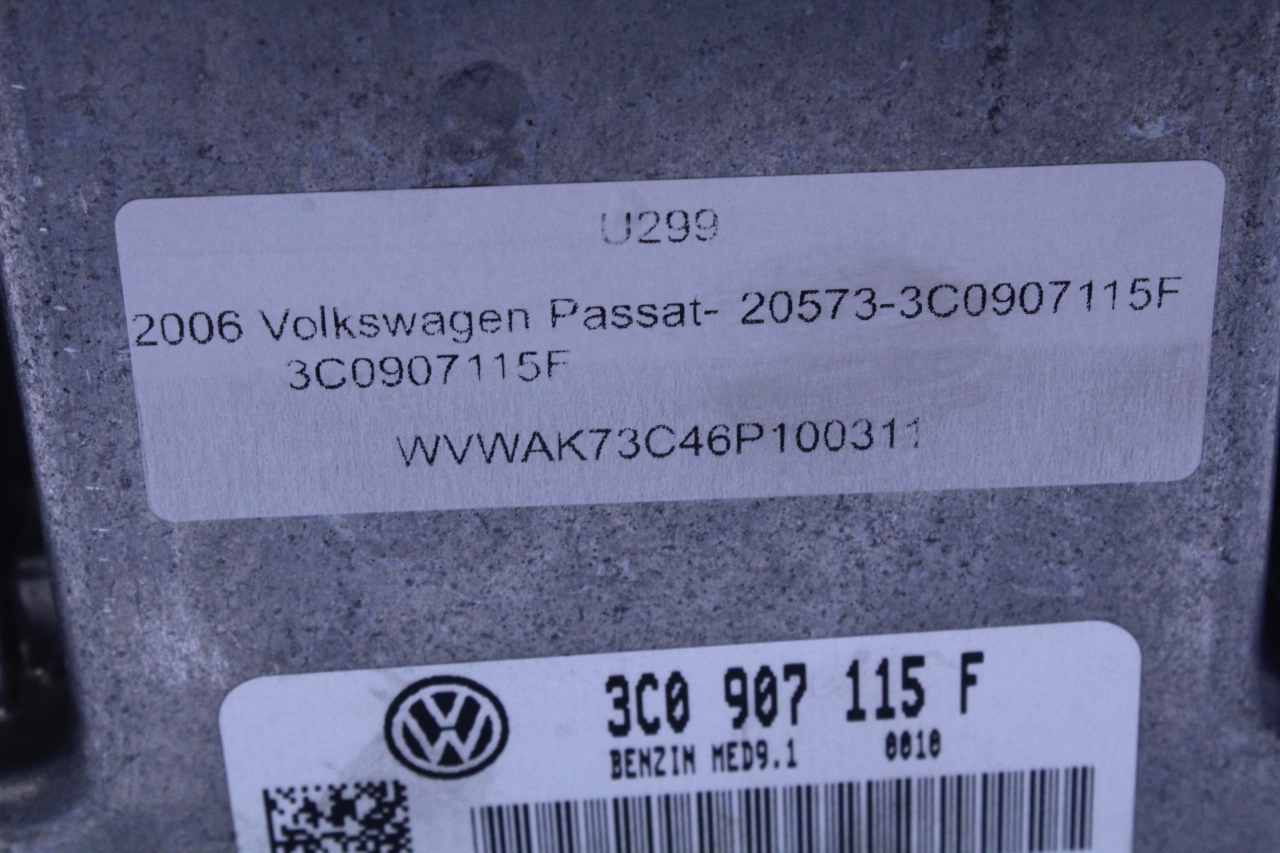 U299
2006 Volkswagen Passat- 20573-3C0907115F
3C0907115F
WVWAK73C46P100311
3C0 907 115 F
BENZIN MED9.1 0010